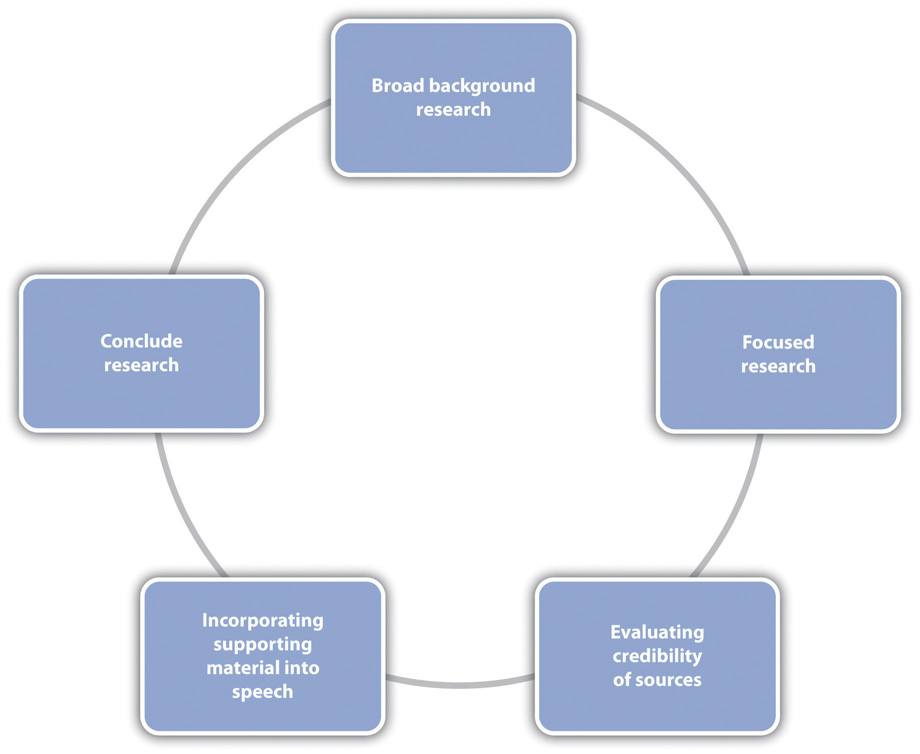 Broad background
research
Focused
research
Evaluating
credibility
of sources
Incorporating
supporting
material into
speech
Conclude
research